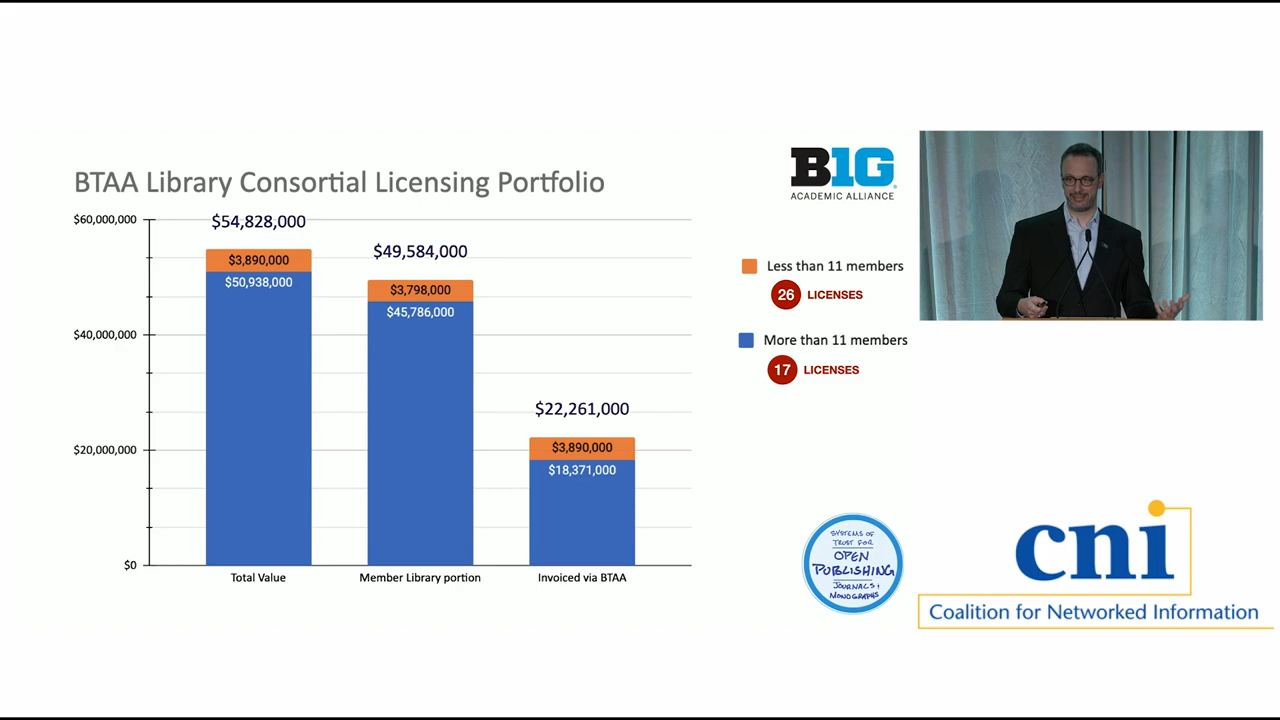 BTAA Library Consortial Licensing Portfolio
$60,000,000
$40,000,000
$20,000,000
$0
$54,828,000
$3,890,000
$50,938,000
$49,584,000
$3,798,000
$45,786,000
$22,261,000
$3,890,000
$18,371,000
Total Value
Member Library portion
Invoiced via BTAA
B1G
ACADEMIC ALLIANCE
Less than 11 members
26 LICENSES
More than 11 members
17 LICENSES
SYSTEMS OF
TRUST FOR
OPEN
PUBLISHING
JOURNALS +
MONOGRAPHS
cni
Coalition for Networked Information